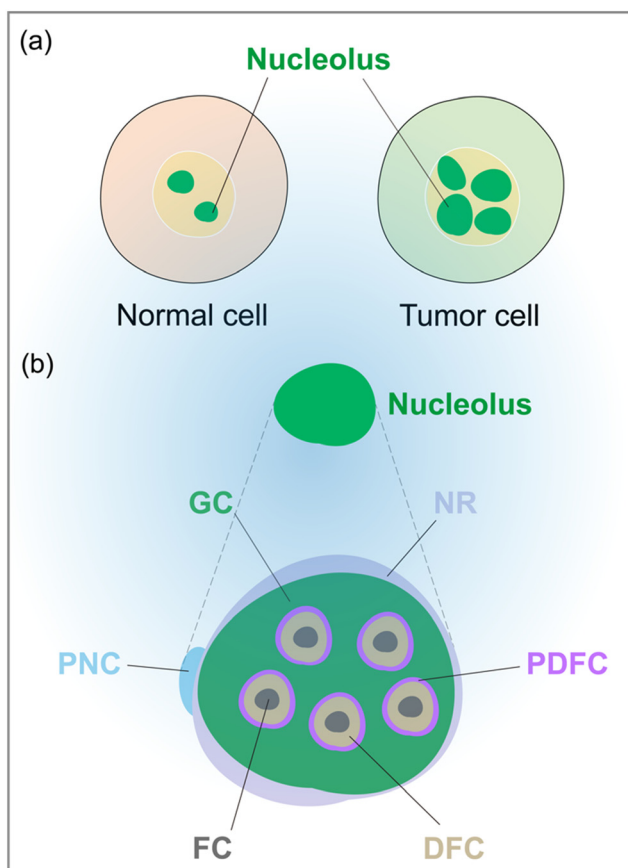 (a)
Nucleolus
Normal cell
Tumor cell
(b)
Nucleolus
GC
NR
PNC
PDFC
FC
DFC